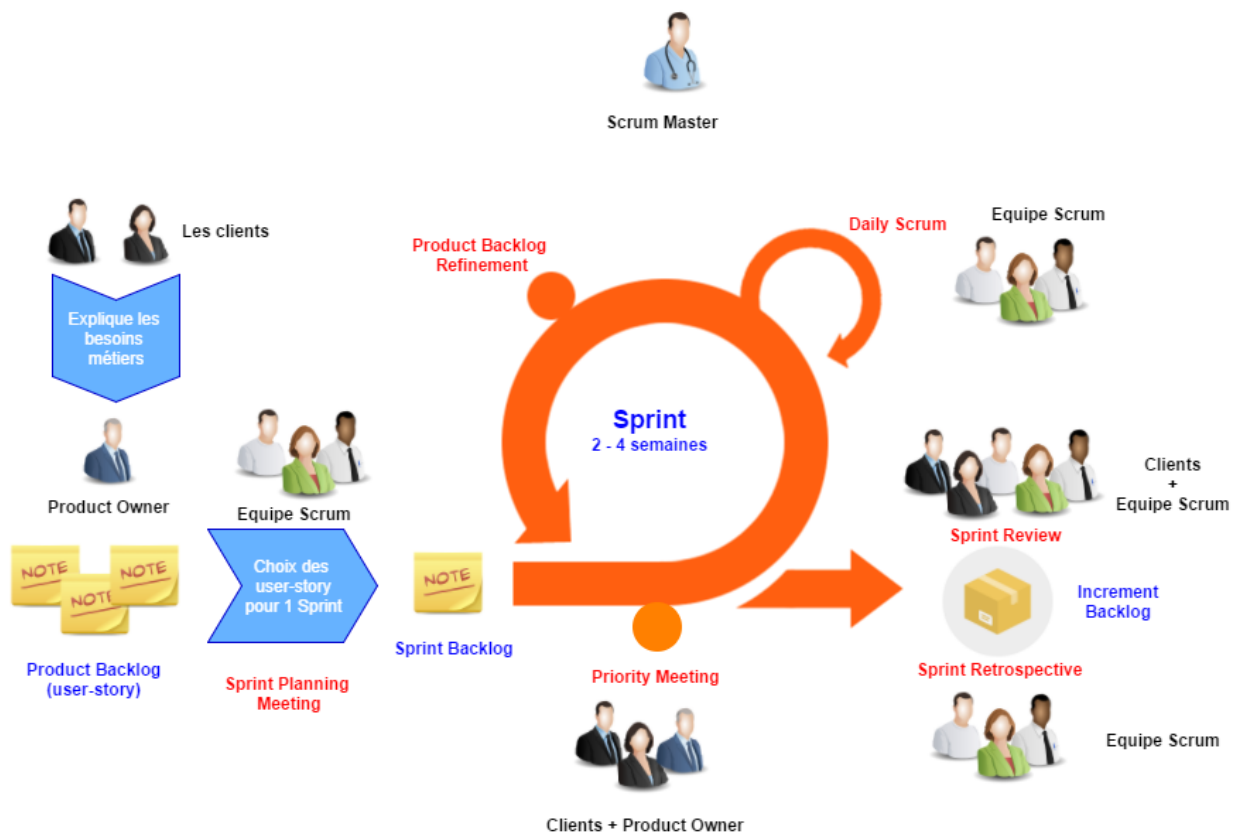 Scrum Master
Les clients
Explique les
besoins
métiers
Product Owner
NOTE
NOTE
NOTE
Product Backlog
(user-story)
Equipe Scrum
Choix des
user-story
pour 1 Sprint
Sprint Planning
Meeting
NOTE
Sprint Backlog
Product Backlog
Refinement
Sprint
2 - 4 semaines
Priority Meeting
Clients + Product Owner
Daily Scrum
Equipe Scrum
Clients
+
Equipe Scrum
Sprint Review
Increment
Backlog
Sprint Retrospective
Equipe Scrum